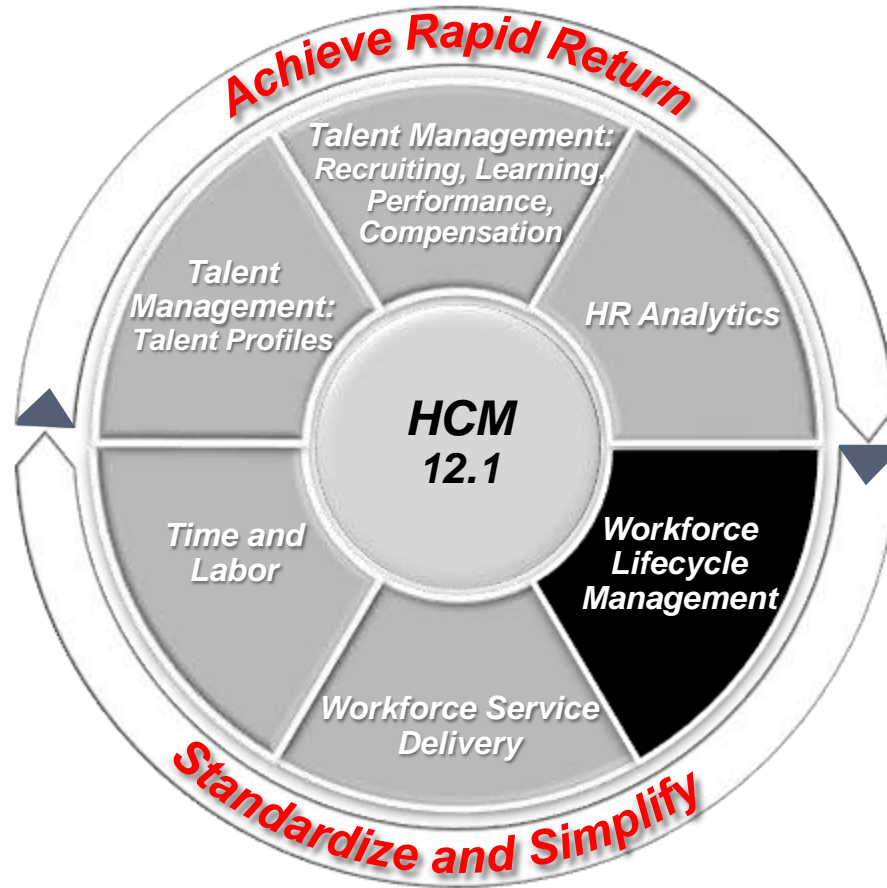 Achieve Rapid Return
Talent Management:
Recruiting, Learning,
Performance,
Compensation
Talent
Management:
Talent Profiles
HR Analytics
HCM
12.1
Time and
Labor
Workforce
Lifecycle
Management
Workforce Service
Delivery
Standardize and Simplify